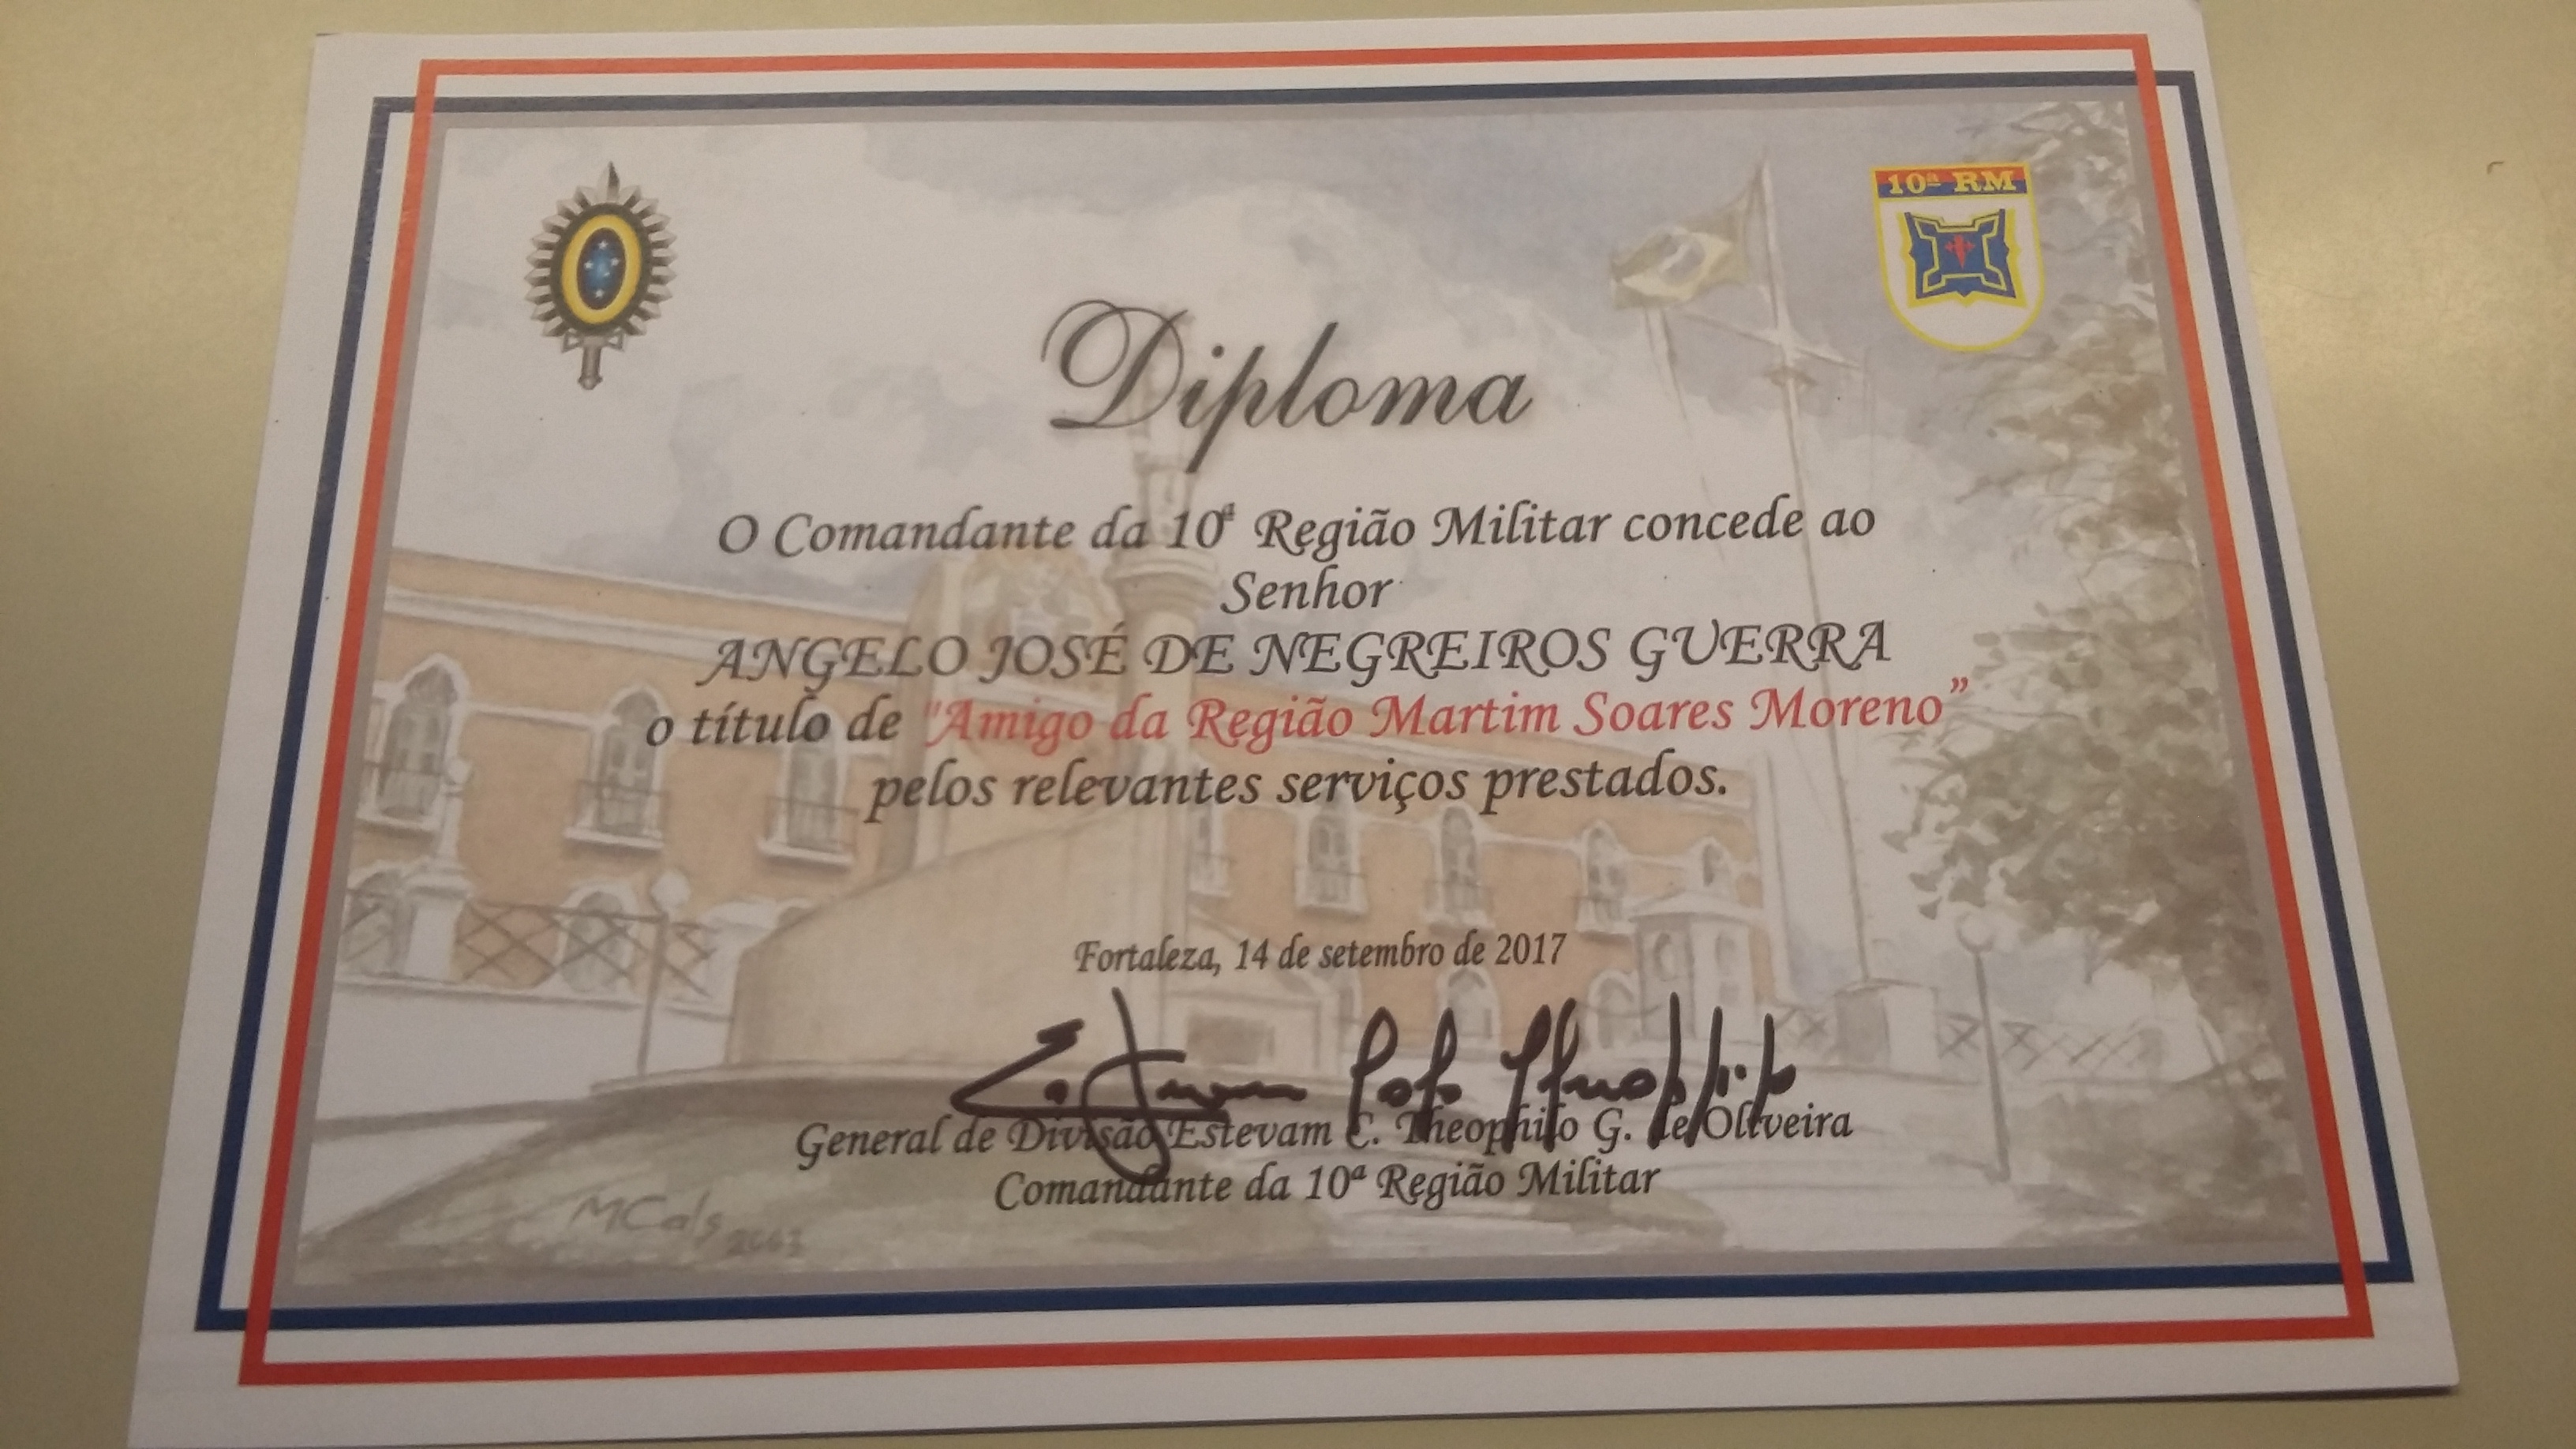 10ª RM
Diploma
O Comandante da 10ª Região Militar concede ao
Senhor
ANGELO JOSÉ DE NEGREIROS GUERRA
o título de "Amigo da Região Martim Soares Moreno”
pelos relevantes serviços prestados.
Fortaleza, 14 de setembro de 2017
General de Divisão Estevam C. Theophilo G. de Oliveira
Comandante da 10ª Região Militar
MCals